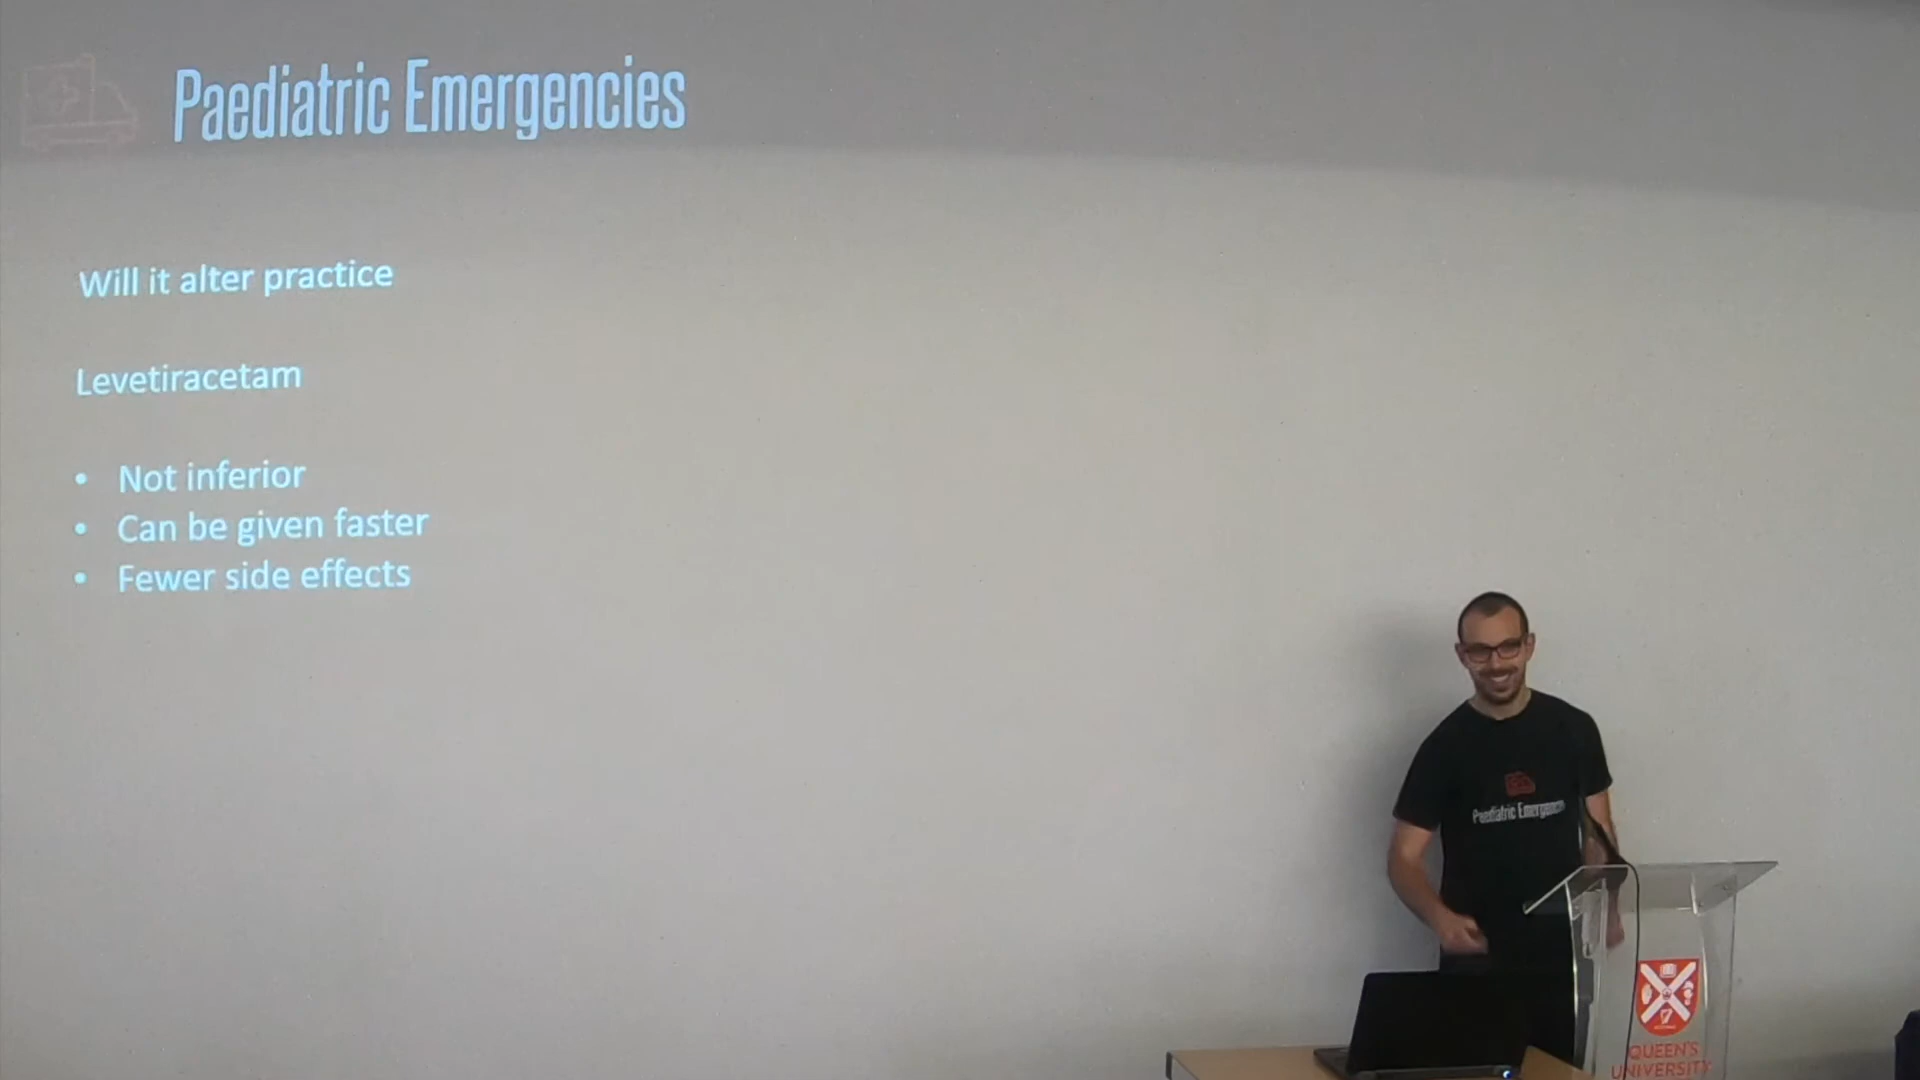 Paediatric Emergencies
Will it alter practice
Levetiracetam
• Not inferior
• Can be given faster
• Fewer side effects
Paediatric Emergencies
QUEEN'S
UNIVERSITY